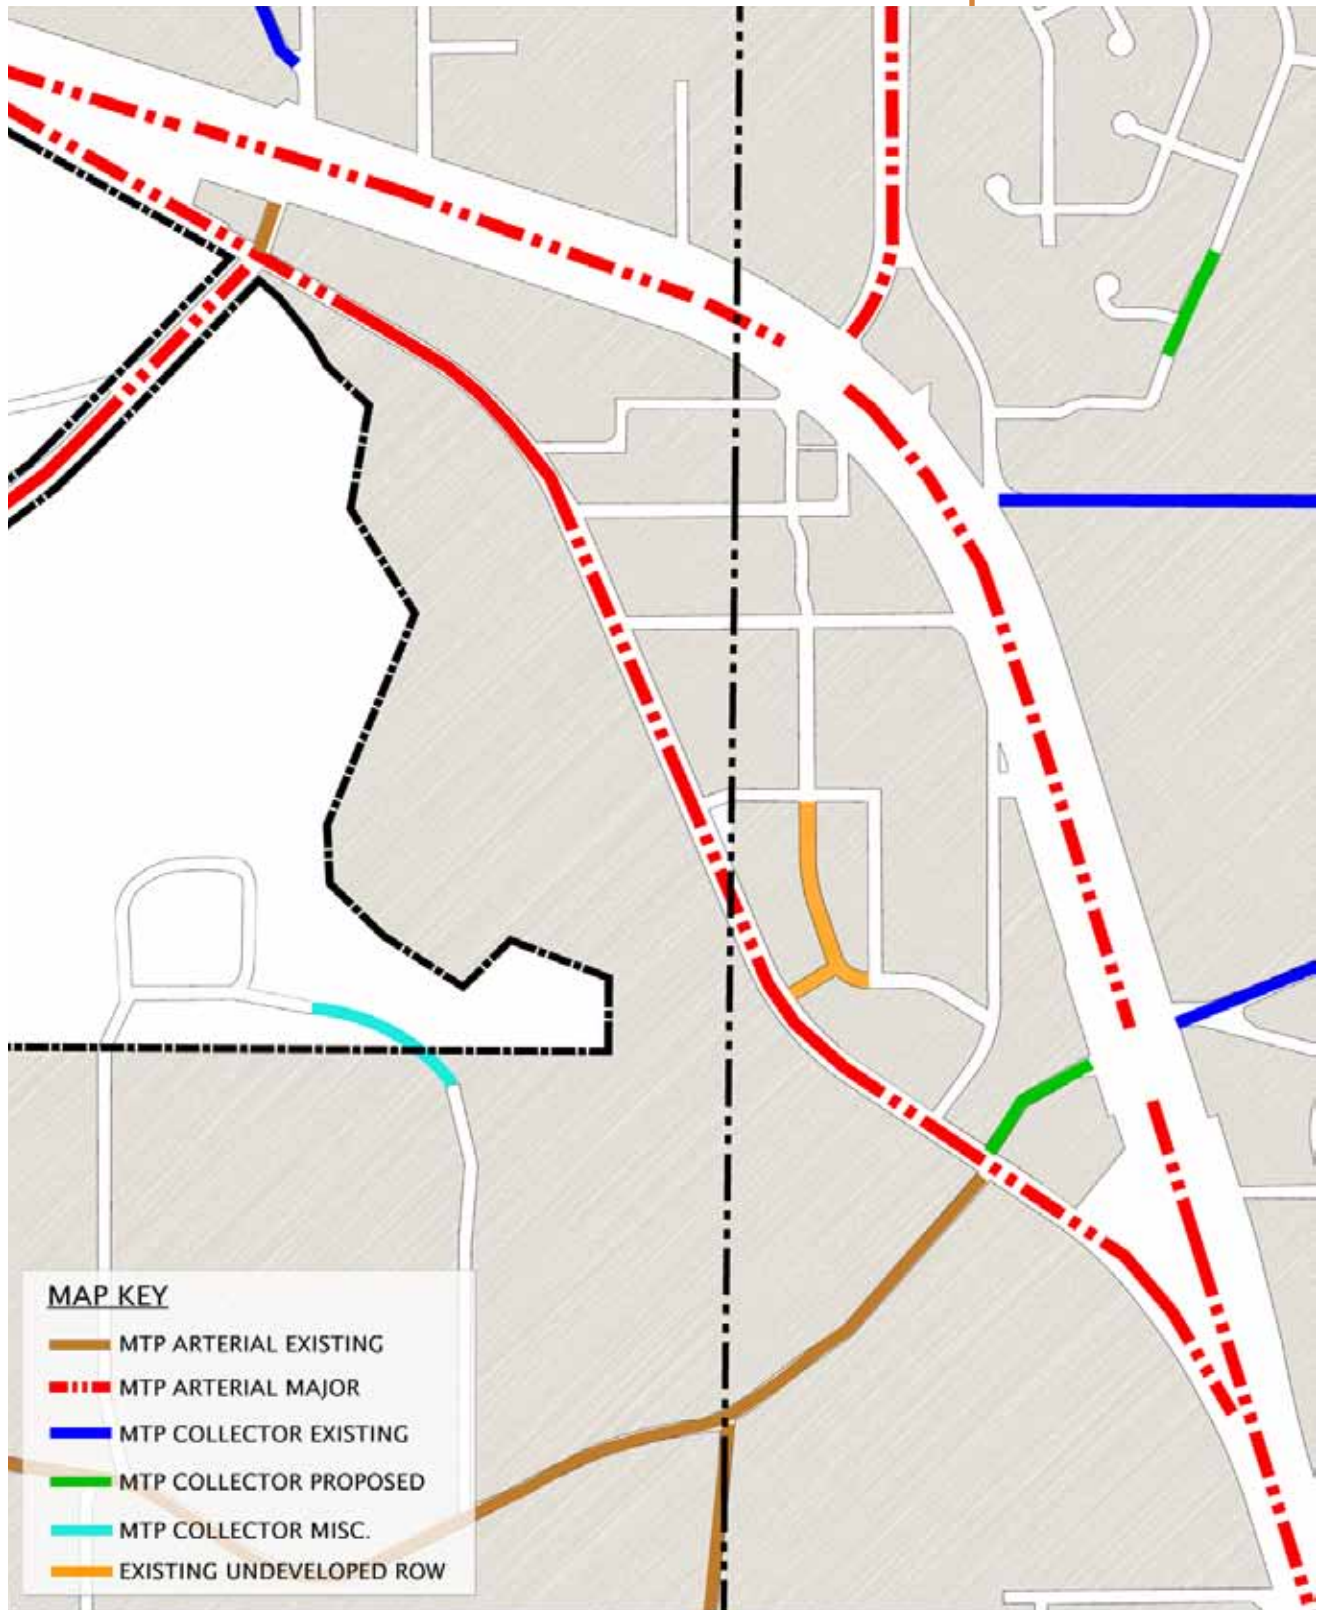 MAP KEY
MTP ARTERIAL EXISTING
MTP ARTERIAL MAJOR
MTP COLLECTOR EXISTING
MTP COLLECTOR PROPOSED
MTP COLLECTOR MISC.
EXISTING UNDEVELOPED ROW